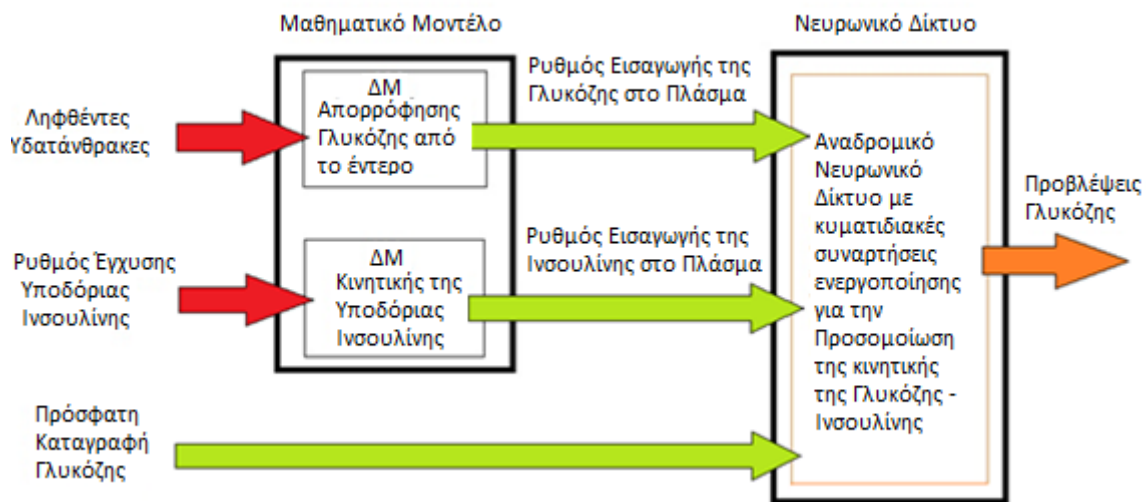 Μαθηματικό Μοντέλο
Νευρωνικό Δίκτυο
Ληφθέντες
Υδατάνθρακες
ΔΜ
Απορρόφησης
Γλυκόζης από
το έντερο
Ρυθμός Εισαγωγής της
Γλυκόζης στο Πλάσμα
Ρυθμός Έγχυσης
Υποδόριας
Ινσουλίνης
ΔΜ
Κινητικής της
Υποδόριας
Ινσουλίνης
Ρυθμός Εισαγωγής της
Ινσουλίνης στο Πλάσμα
Πρόσφατη
Καταγραφή
Γλυκόζης
Αναδρομικό
Νευρωνικό
Δίκτυο με
κυματιδιακές
συναρτήσεις
ενεργοποίησης
για την
Προσομοίωση
της κινητικής
της Γλυκόζης -
Ινσουλίνης
Προβλέψεις
Γλυκόζης